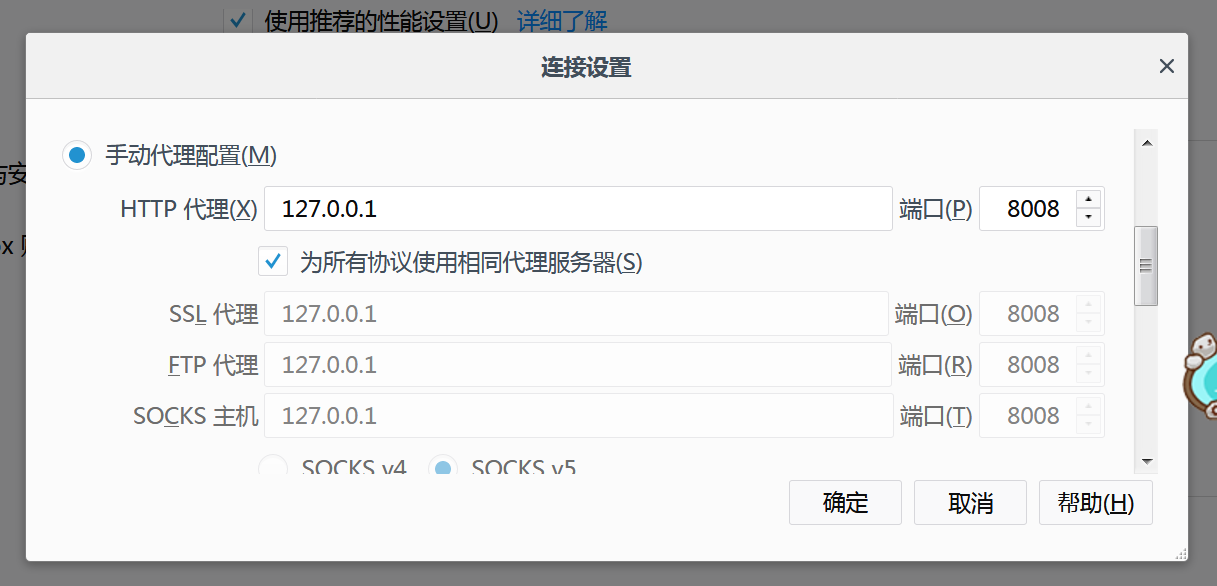 使用推荐的性能设置(U) 详细了解
连接设置
手动代理配置(M)
HTTP 代理(X) 127.0.0.1 端口(P) 8008
为所有协议使用相同代理服务器(S)
SSL 代理 127.0.0.1 端口(O) 8008
FTP 代理 127.0.0.1 端口(R) 8008
SOCKS 主机 127.0.0.1 端口(T) 8008
SOCKS v4 SOCKS v5
确定 取消 帮助(H)